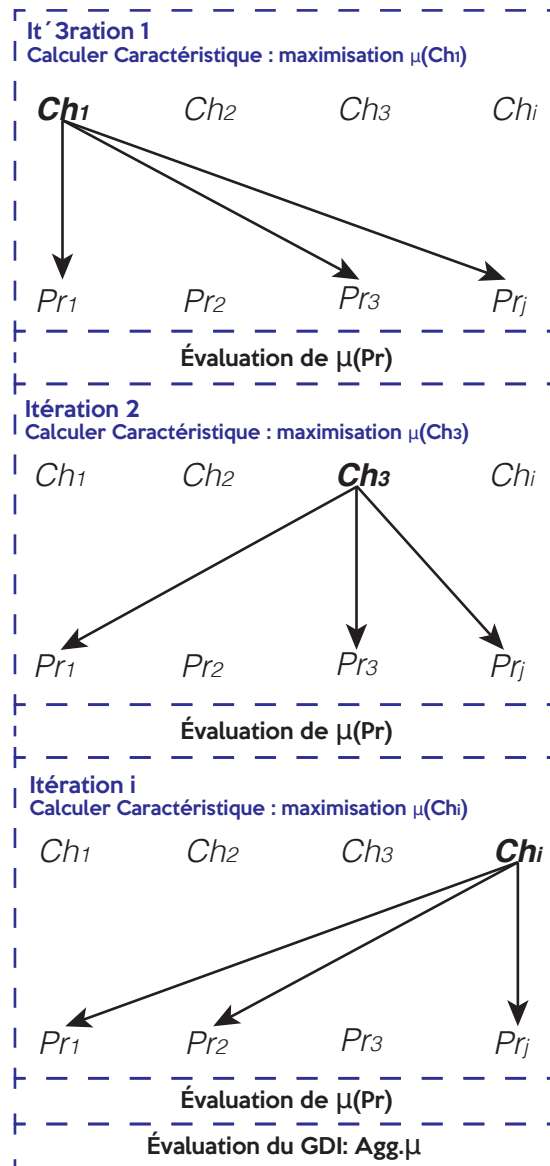 It´3ration 1
Calculer Caractéristique : maximisation μ(Ch1)
Ch1 Ch2 Ch3 Chi
Pr1 Pr2 Pr3 Prj
Évaluation de μ(Pr)
Itération 2
Calculer Caractéristique : maximisation μ(Ch3)
Ch1 Ch2 Ch3 Chi
Pr1 Pr2 Pr3 Prj
Évaluation de μ(Pr)
Itération i
Calculer Caractéristique : maximisation μ(Chi)
Ch1 Ch2 Ch3 Chi
Pr1 Pr2 Pr3 Prj
Évaluation de μ(Pr)
Évaluation du GDI: Agg.μ